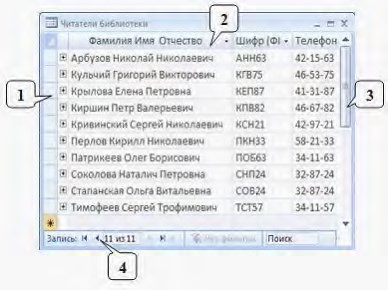 Читатели библиотеки
2
Фамилия Имя Отчество Шифр (Ф) Телефон
Арбузов Николай Николаевич АНН63 42-15-63
Кульчий Григорий Викторович КГВ75 46-53-75
1
Крылова Елена Петровна КЕП87 41-31-87
3
Киршин Петр Валерьевич КПВ82 46-67-82
Кривинский Сергей Николаевич КСН21 42-97-21
Перлов Кирилл Николаевич ПКН33 58-21-33
Патрикеев Олег Борисович ПОБ63 34-11-63
Соколова Наталич Петровна СНП24 32-87-24
Стапанская Ольга Витальевна СОВ24 32-87-24
Тимофеев Сергей Трофимович ТСТ57 34-11-57
Запись: 11 из 11 Нет фильтра Поиск
4